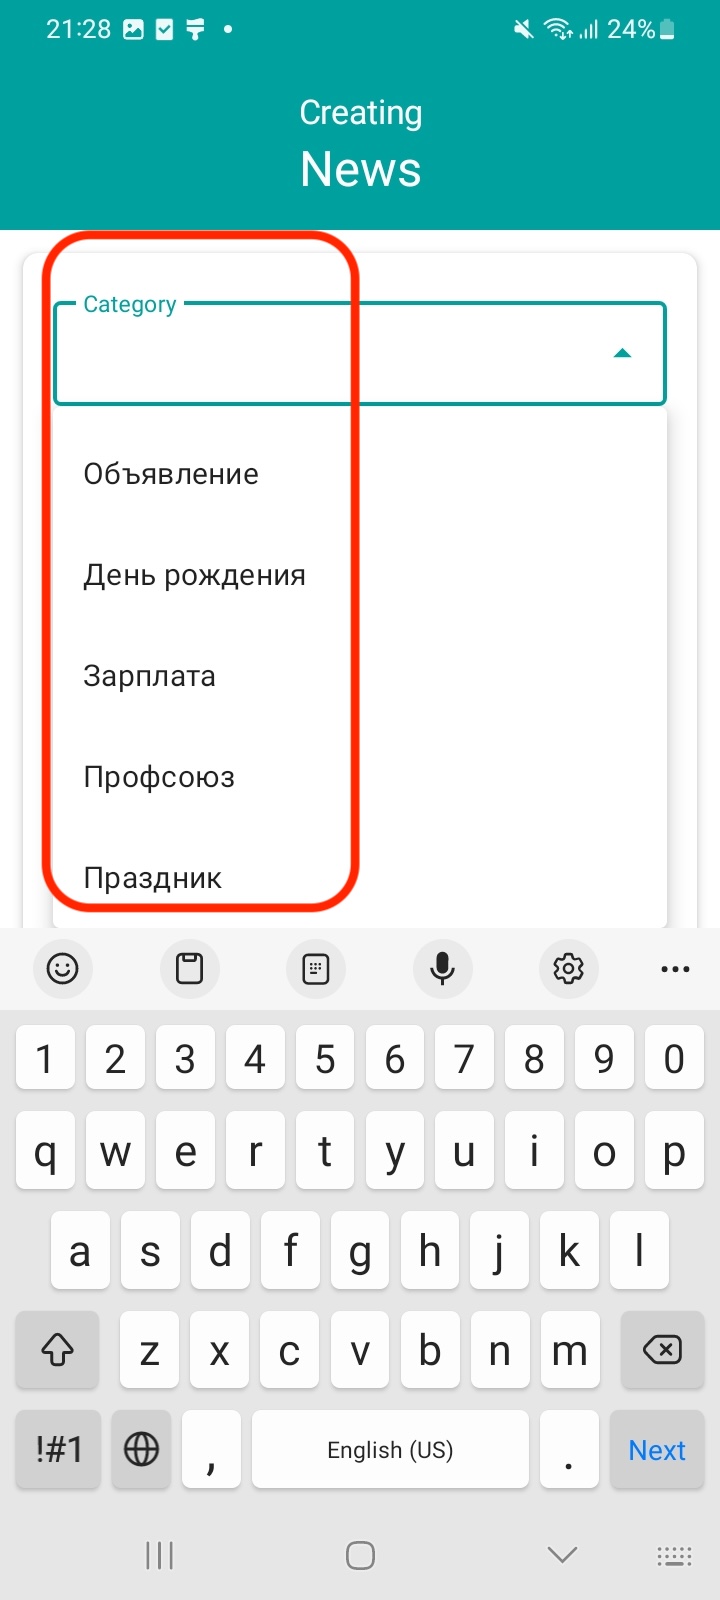 21:28 24%
Creating
News
Category
Объявление
День рождения
Зарплата
Профсоюз
Праздник
1 2 3 4 5 6 7 8 9 0
q w e r t y u i o p
a s d f g h j k l
z x c v b n m
!#1 , English (US) . Next